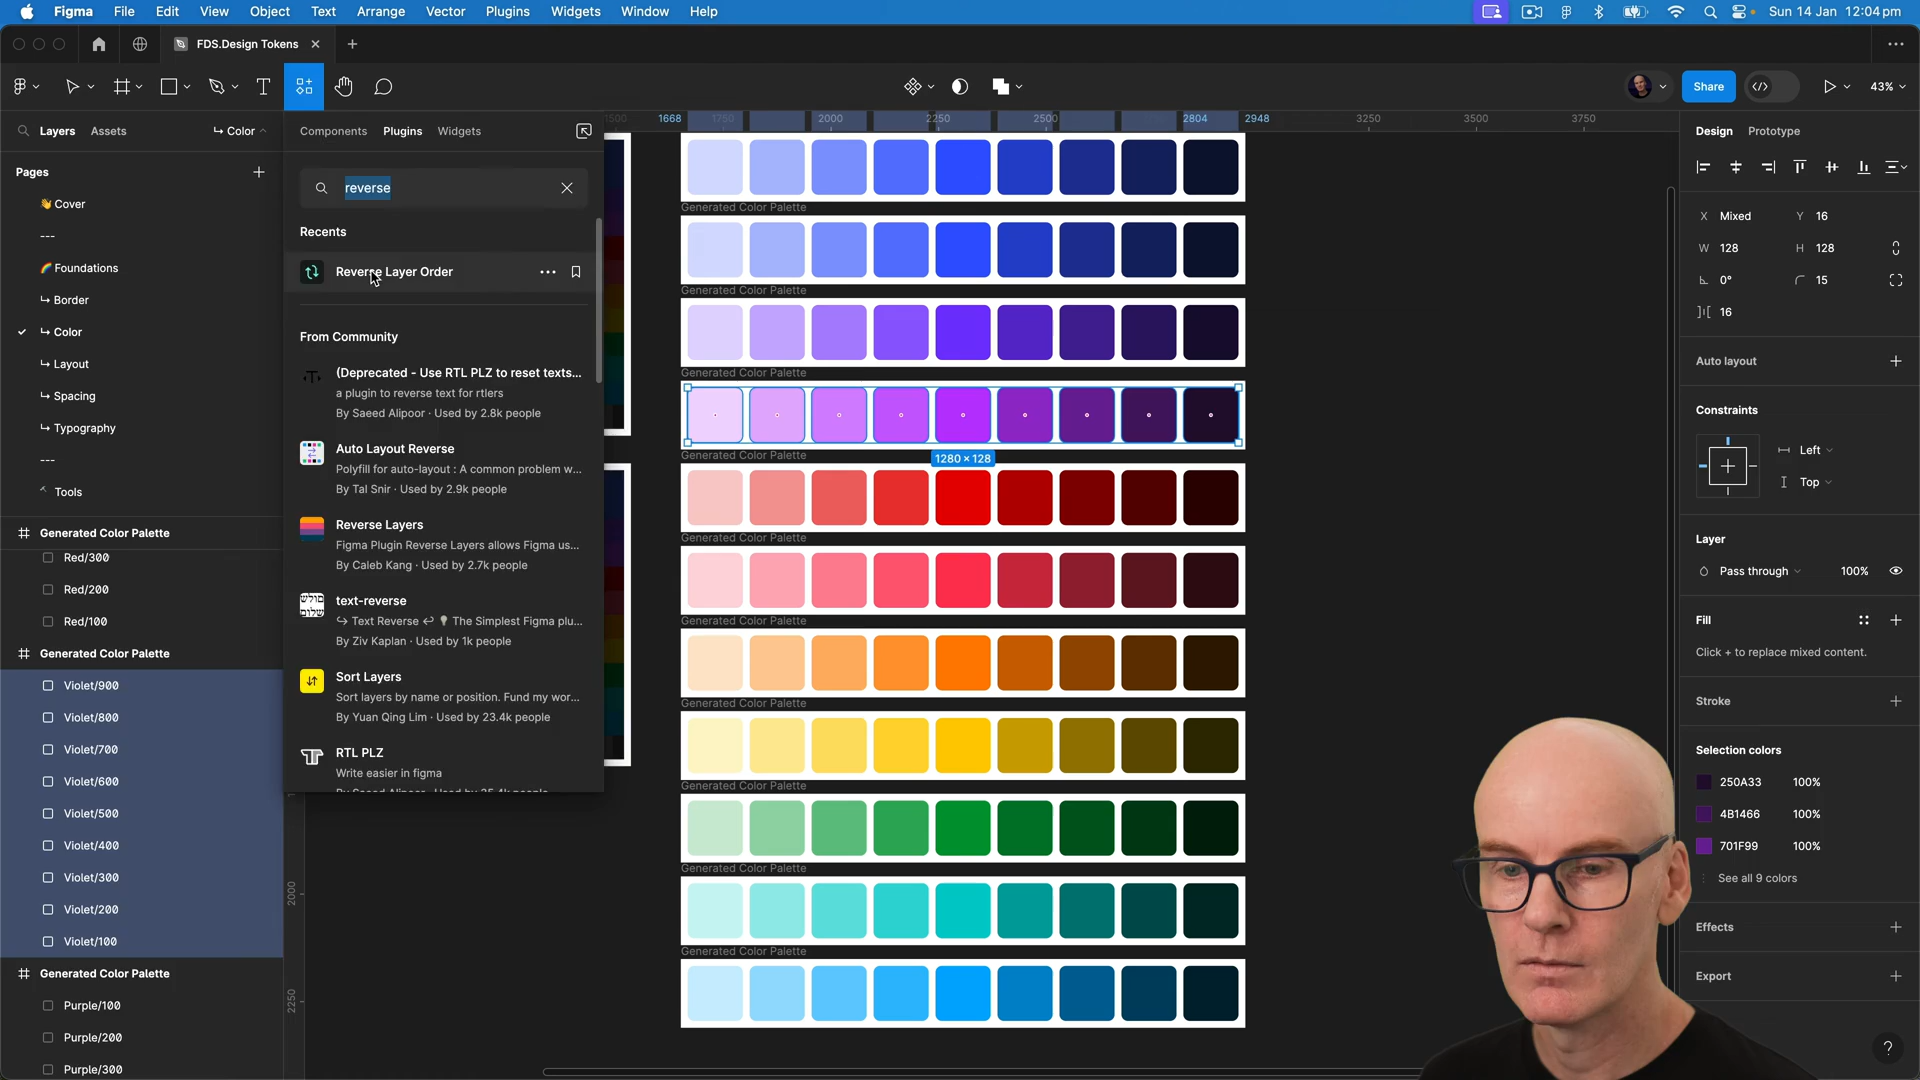 Figma File Edit View Object Text Arrange Vector Plugins Widgets Window Help Sun 14 Jan 12:04 pm
FDS.Design Tokens
Share 43%
Layers Assets ↳ Color
Pages
👋 Cover
---
🌈 Foundations
↳ Border
↳ Color
↳ Layout
↳ Spacing
↳ Typography
---
Tools
Generated Color Palette
Red/300
Red/200
Red/100
Generated Color Palette
Violet/900
Violet/800
Violet/700
Violet/600
Violet/500
Violet/400
Violet/300
Violet/200
Violet/100
Generated Color Palette
Purple/100
Purple/200
Purple/300
Components Plugins Widgets
reverse
Recents
Reverse Layer Order
From Community
(Deprecated - Use RTL PLZ to reset texts...
a plugin to reverse text for rtlers
By Saeed Alipoor · Used by 2.8k people
Auto Layout Reverse
Polyfill for auto-layout : A common problem w...
By Tal Snir · Used by 2.9k people
Reverse Layers
Figma Plugin Reverse Layers allows Figma us...
By Caleb Kang · Used by 2.7k people
text-reverse
↪ Text Reverse ↩ 💡 The Simplest Figma plu...
By Ziv Kaplan · Used by 1k people
Sort Layers
Sort layers by name or position. Fund my wor...
By Yuan Qing Lim · Used by 23.4k people
RTL PLZ
Write easier in figma
1500 1668 1750 2000 2250 2500 2804 2948 3250 3500 3750
2000
2250
Generated Color Palette
Generated Color Palette
Generated Color Palette
Generated Color Palette
1280 × 128
Generated Color Palette
Generated Color Palette
Generated Color Palette
Generated Color Palette
Generated Color Palette
Generated Color Palette
Design Prototype
X Mixed Y 16
W 128 H 128
0° 15
16
Auto layout
Constraints
Left
Top
Layer
Pass through 100%
Fill
Click + to replace mixed content.
Stroke
Selection colors
250A33 100%
4B1466 100%
701F99 100%
See all 9 colors
Effects
Export
?